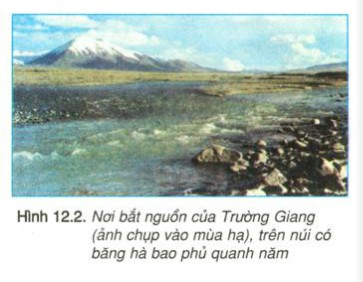 Hình 12.2. Nơi bắt nguồn của Trường Giang
(ảnh chụp vào mùa hạ), trên núi có
băng hà bao phủ quanh năm